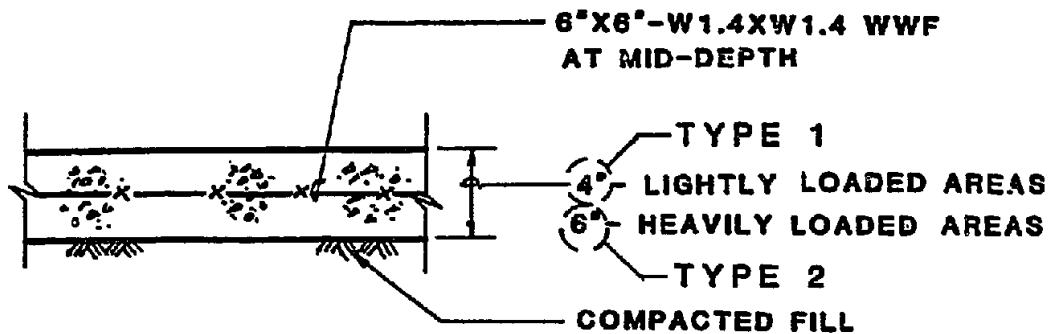 6"X6"-W1.4XW1.4 WWF
AT MID-DEPTH
TYPE 1
4"- LIGHTLY LOADED AREAS
6"- HEAVILY LOADED AREAS
TYPE 2
COMPACTED FILL